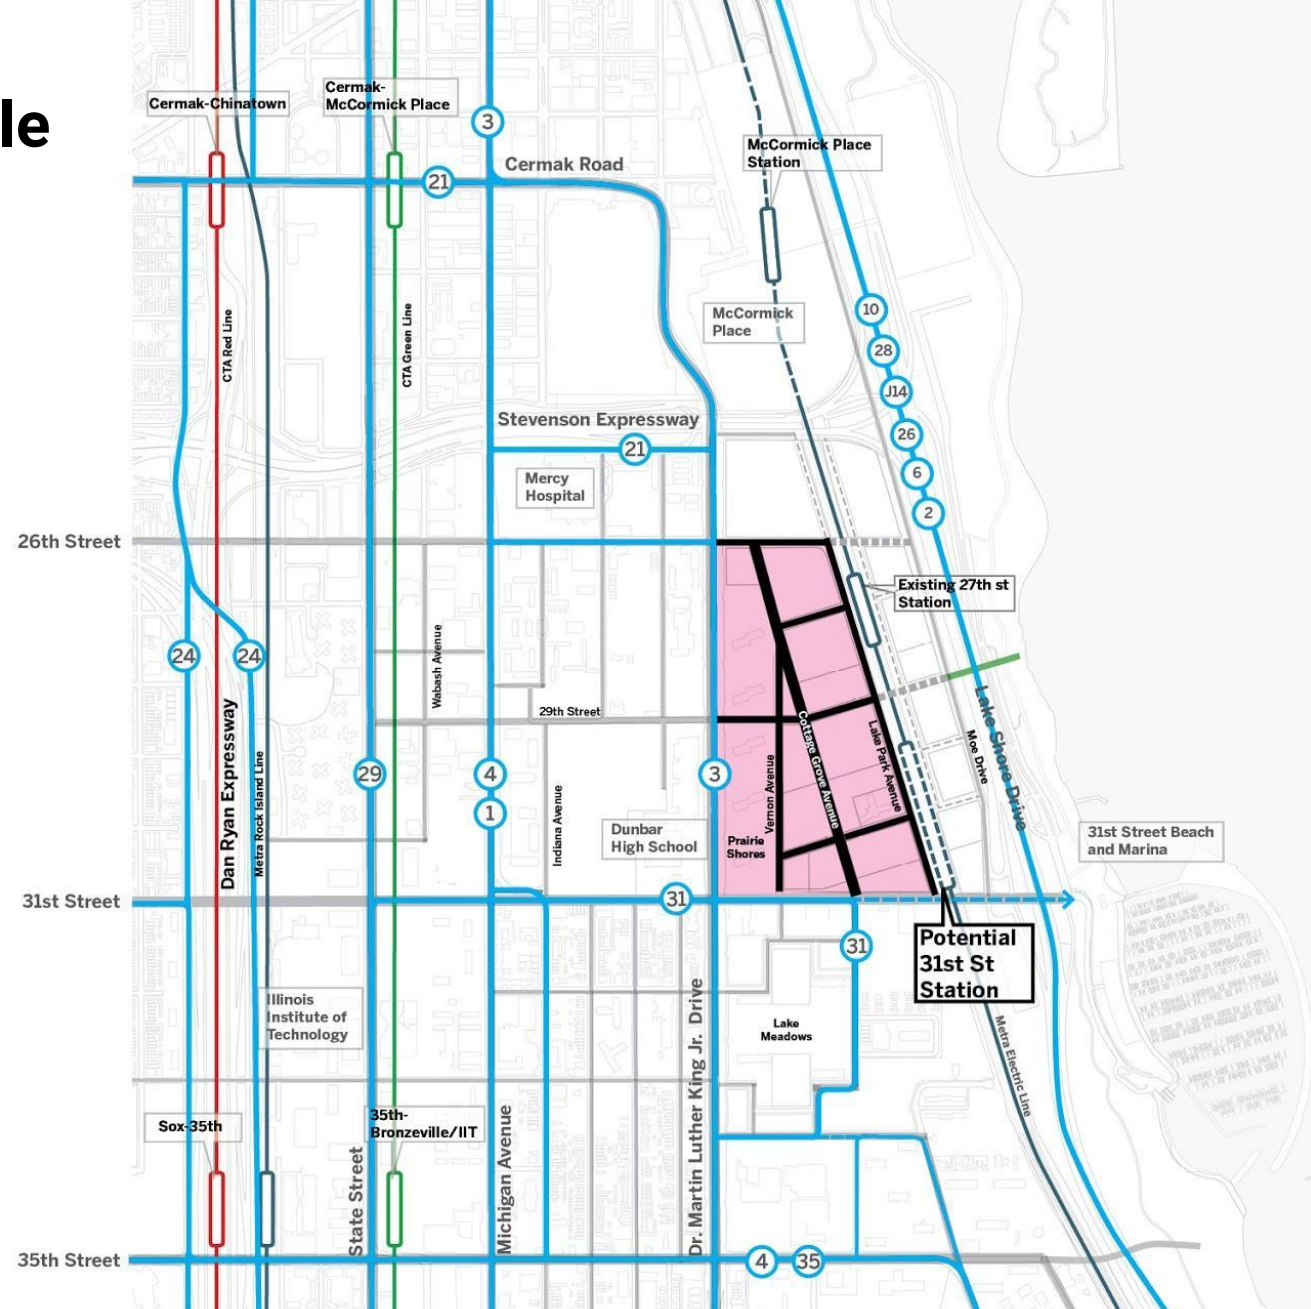 le
Cermak-Chinatown
Cermak-
McCormick Place
3
Cermak Road
21
McCormick Place
Station
10
28
J14
26
6
2
McCormick
Place
CTA Red Line
CTA Green Line
Stevenson Expressway
21
Mercy
Hospital
26th Street
Existing 27th st
Station
24
24
Wabash Avenue
29th Street
Dan Ryan Expressway
Metra Rock Island Line
29
4
1
3
Indiana Avenue
Dunbar
High School
Prairie
Shores
Vernon Avenue
Cottage Grove Avenue
Lake Park Avenue
Moe Drive
Lake Shore Drive
31st Street Beach
and Marina
31st Street
31
31
Potential
31st St
Station
Illinois
Institute of
Technology
Lake
Meadows
Metra Electric Line
Sox-35th
35th-
Bronzeville/IIT
State Street
Michigan Avenue
Dr. Martin Luther King Jr. Drive
35th Street
4
35